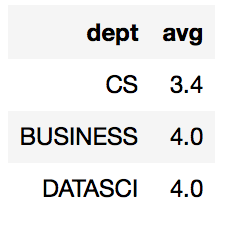 dept avg
CS 3.4
BUSINESS 4.0
DATASCI 4.0